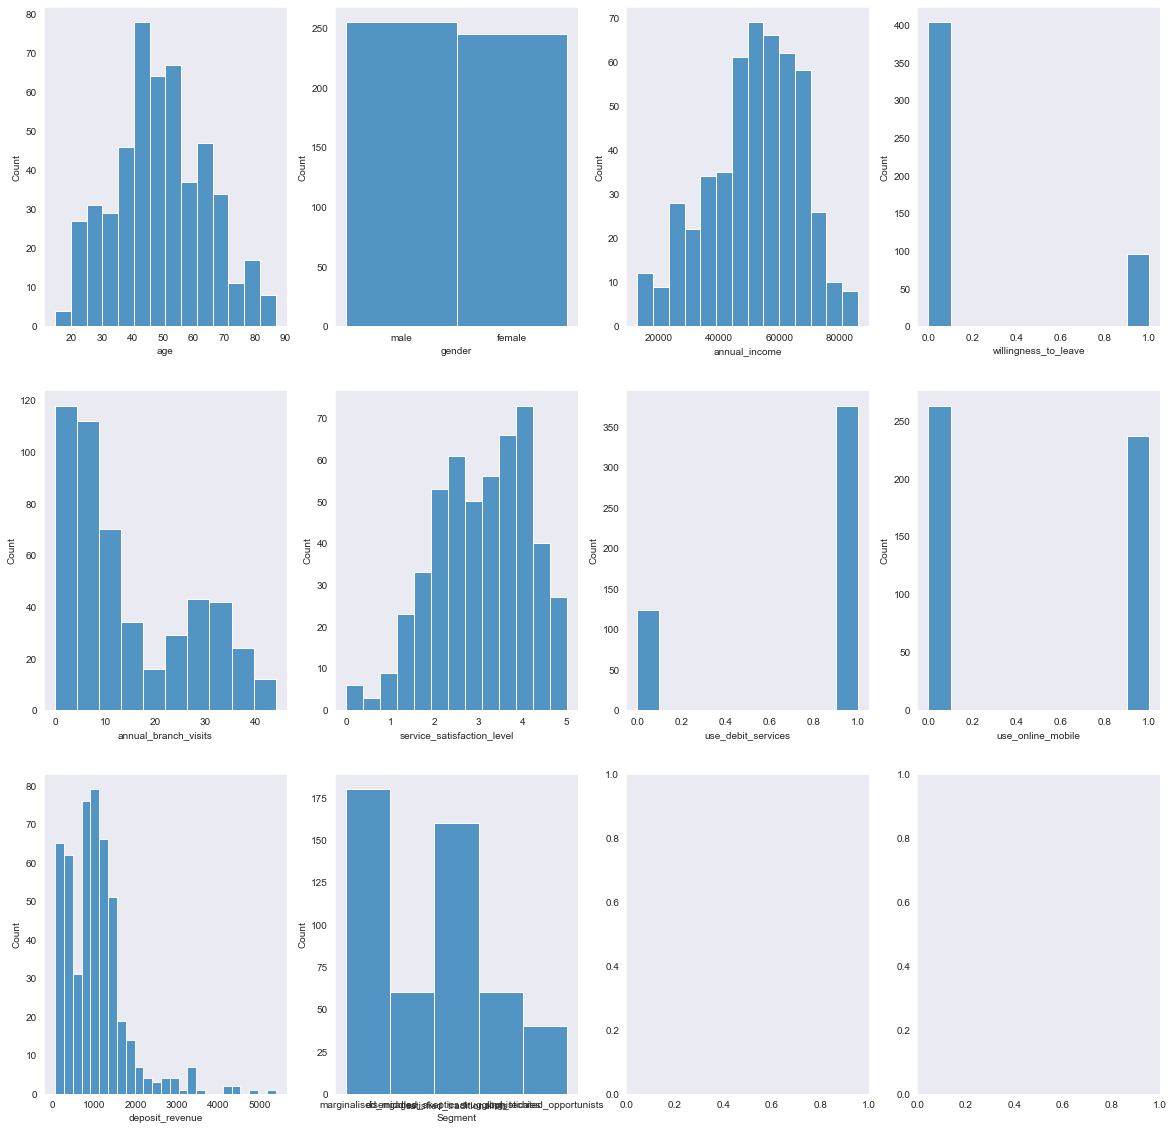 80
70
60
50
40
30
20
10
0
Count
20 30 40 50 60 70 80 90
age
250
200
150
100
50
0
Count
male female
gender
70
60
50
40
30
20
10
0
Count
20000 40000 60000 80000
annual_income
400
350
300
250
200
150
100
50
0
Count
0.0 0.2 0.4 0.6 0.8 1.0
willingness_to_leave
120
100
80
60
40
20
0
Count
0 10 20 30 40
annual_branch_visits
70
60
50
40
30
20
10
0
Count
0 1 2 3 4 5
service_satisfaction_level
350
300
250
200
150
100
50
0
Count
0.0 0.2 0.4 0.6 0.8 1.0
use_debit_services
250
200
150
100
50
0
Count
0.0 0.2 0.4 0.6 0.8 1.0
use_online_mobile
80
70
60
50
40
30
20
10
0
Count
0 1000 2000 3000 4000 5000
deposit_revenue
175
150
125
100
75
50
25
0
Count
Segment
1.0
0.8
0.6
0.4
0.2
0.0
0.0 0.2 0.4 0.6 0.8 1.0
1.0
0.8
0.6
0.4
0.2
0.0
0.0 0.2 0.4 0.6 0.8 1.0